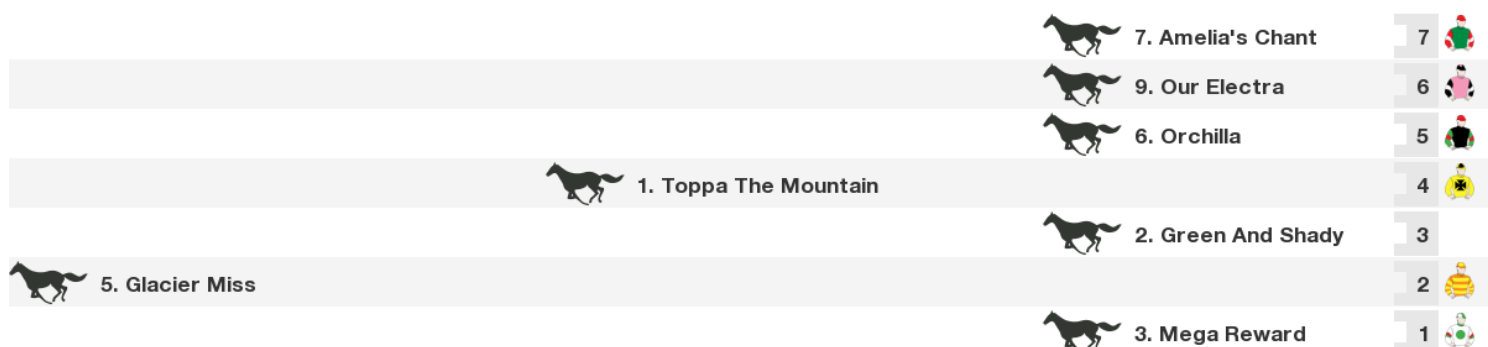 7. Amelia's Chant 7
9. Our Electra 6
6. Orchilla 5
1. Toppa The Mountain 4
2. Green And Shady 3
5. Glacier Miss 2
3. Mega Reward 1